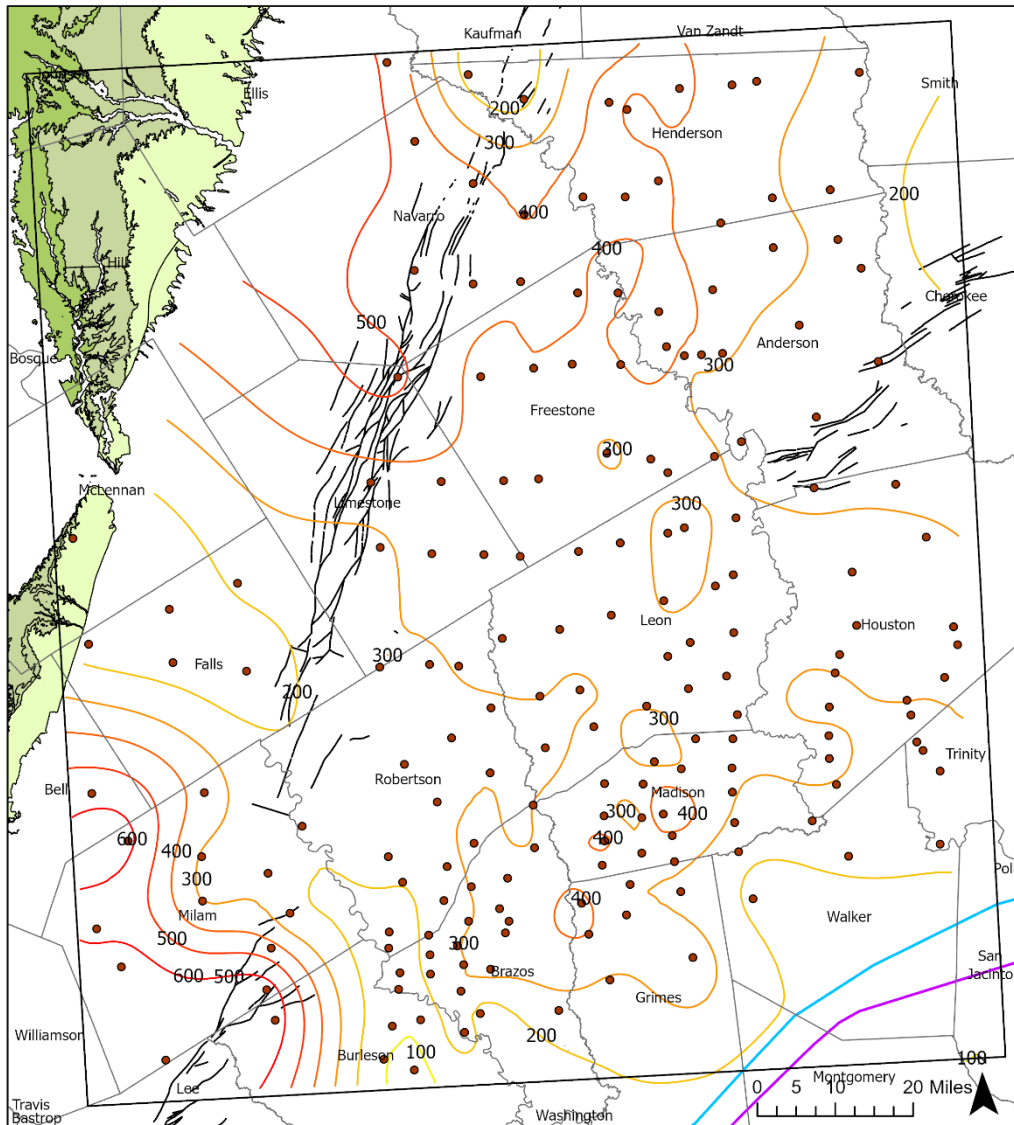 Kaufman
Van Zandt
Smith
Ellis
200
Henderson
300
200
Navarro
400
400
Hill
Cherokee
500
Anderson
Bosque
300
Freestone
300
McLennan
Limestone
300
Leon
Houston
Falls
300
200
300
Trinity
Robertson
Bell
Madison
300
400
600
400
400
300
400
Milam
Walker
500
300
Brazos
San
Jacinto
600
500
Grimes
Williamson
200
Burleson
100
100
Montgomery
Lee
0
5
10
20 Miles
Travis
Bastrop
Washington